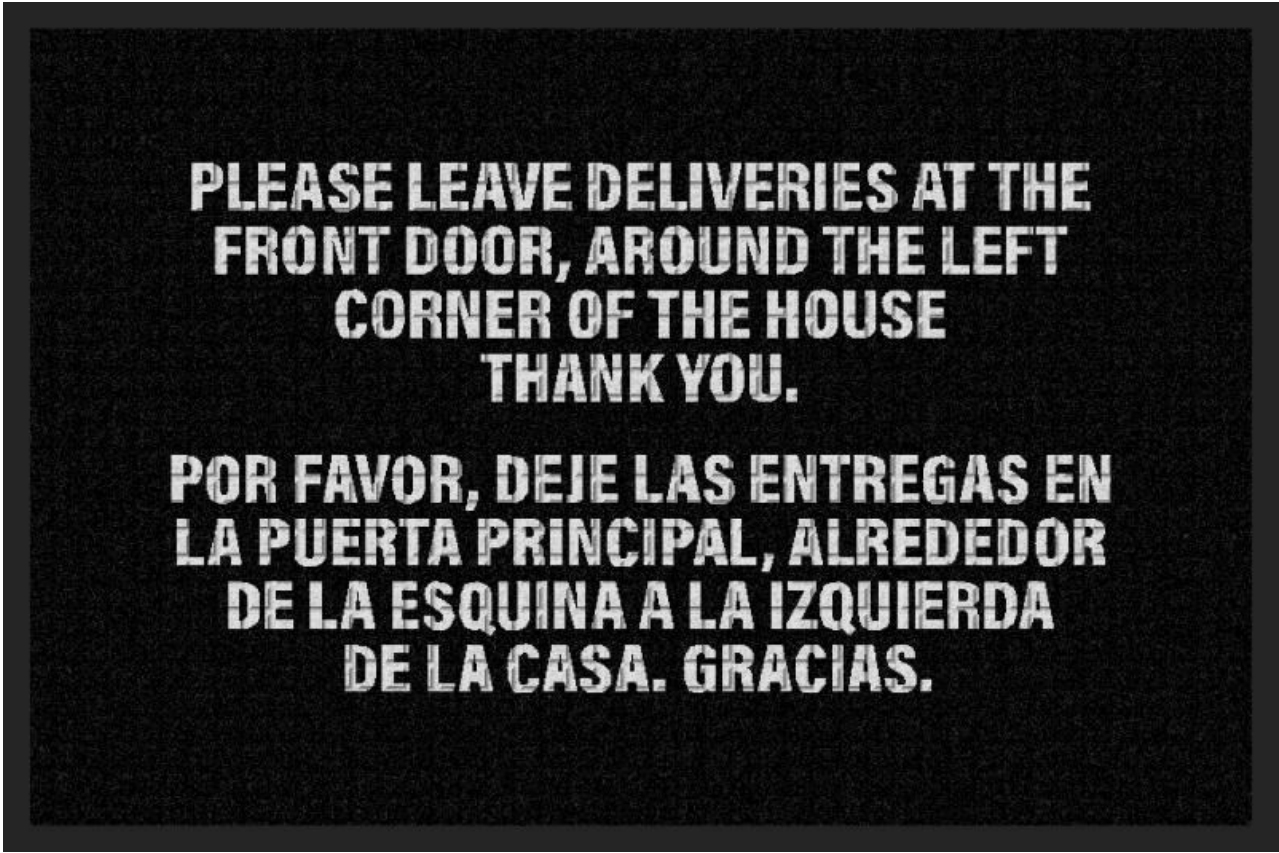 PLEASE LEAVE DELIVERIES AT THE
FRONT DOOR, AROUND THE LEFT
CORNER OF THE HOUSE
THANK YOU.
POR FAVOR, DEJE LAS ENTREGAS EN
LA PUERTA PRINCIPAL, ALREDEDOR
DE LA ESQUINA A LA IZQUIERDA
DE LA CASA. GRACIAS.